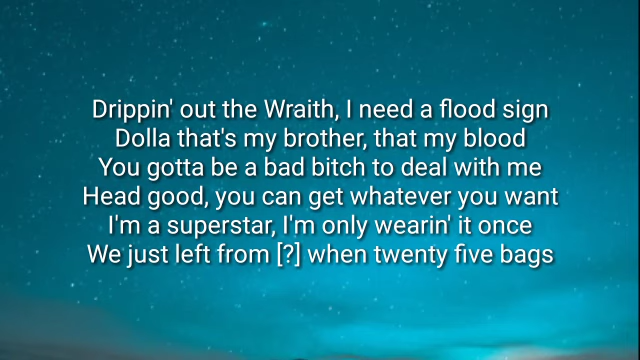 Drippin' out the Wraith, I need a flood sign
Dolla that's my brother, that my blood
You gotta be a bad bitch to deal with me
Head good, you can get whatever you want
I'm a superstar, I'm only wearin' it once
We just left from [?] when twenty five bags